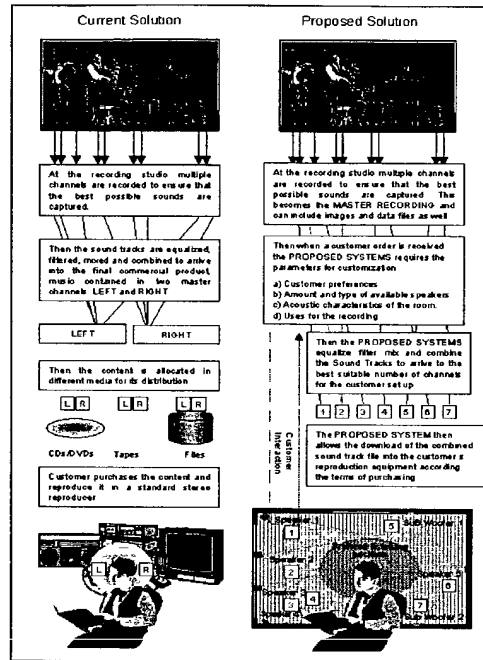 Current Solution
At the recording studio multiple
channels are recorded to ensure that
the best possible sounds are
captured.
Then the sound tracks are equalized,
filtered, mixed and combined to arrive
into the final commercial product,
music contained in two master
channels LEFT and RIGHT
LEFT
RIGHT
Then the content is allocated in
different media for its distribution
L R
L R
L R
CDs/DVDs
Tapes
Files
Customer purchases the content and
reproduce it in a standard stereo
reproducer
L
R
Proposed Solution
At the recording studio multiple channels
are recorded to ensure that the best
possible sounds are captured This
becomes the MASTER RECORDING and
can include images and data files as well
Then when a customer order is received
the PROPOSED SYSTEMS requires the
parameters for customization
a) Customer preferences
b) Amount and type of available speakers
c) Acoustic characteristics of the room.
d) Uses for the recording
Then the PROPOSED SYSTEMS
equalize filter mix and combine
the Sound Tracks to arrive to the
best suitable number of channels
for the customer set up
1 2 3 4 5 6 7
Customer
Interaction
The PROPOSED SYSTEM then
allows the download of the combined
sound track file into the customer s
reproduction equipment according
the terms of purchasing
Speaker 1
1
5
Sub Woofer 1
2
Speaker 5
6
Speaker
3
4
7
Sub Woofer 2